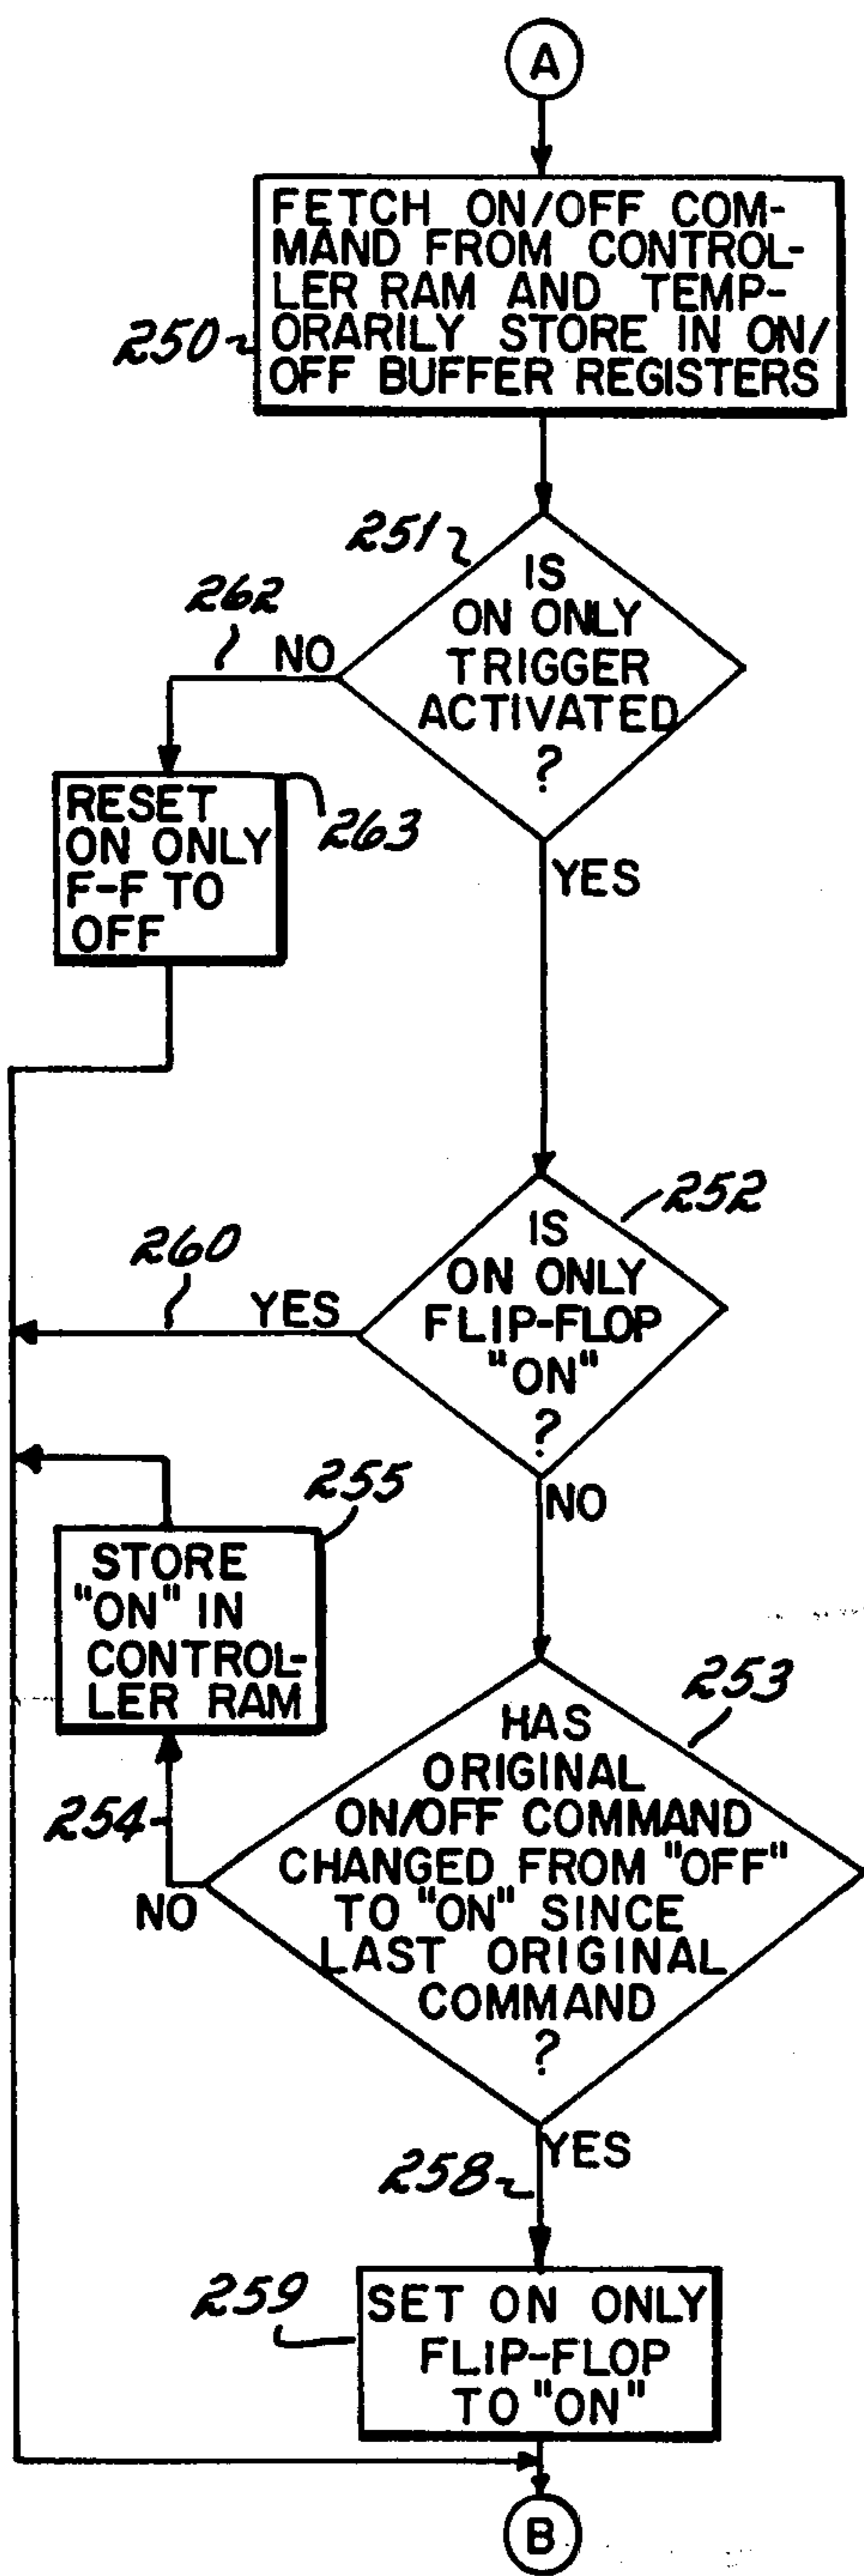 A
FETCH ON/OFF COM-
MAND FROM CONTROL-
LER RAM AND TEMP-
ORARILY STORE IN ON/
OFF BUFFER REGISTERS
250
251
IS
ON ONLY
TRIGGER
ACTIVATED
?
262
NO
RESET
ON ONLY
F-F TO
OFF
263
YES
252
IS
ON ONLY
FLIP-FLOP
"ON"
?
260
YES
NO
255
STORE
"ON" IN
CONTROL-
LER RAM
254
NO
253
HAS
ORIGINAL
ON/OFF COMMAND
CHANGED FROM "OFF"
TO "ON" SINCE
LAST ORIGINAL
COMMAND
?
YES
258
259
SET ON ONLY
FLIP-FLOP
TO "ON"
B